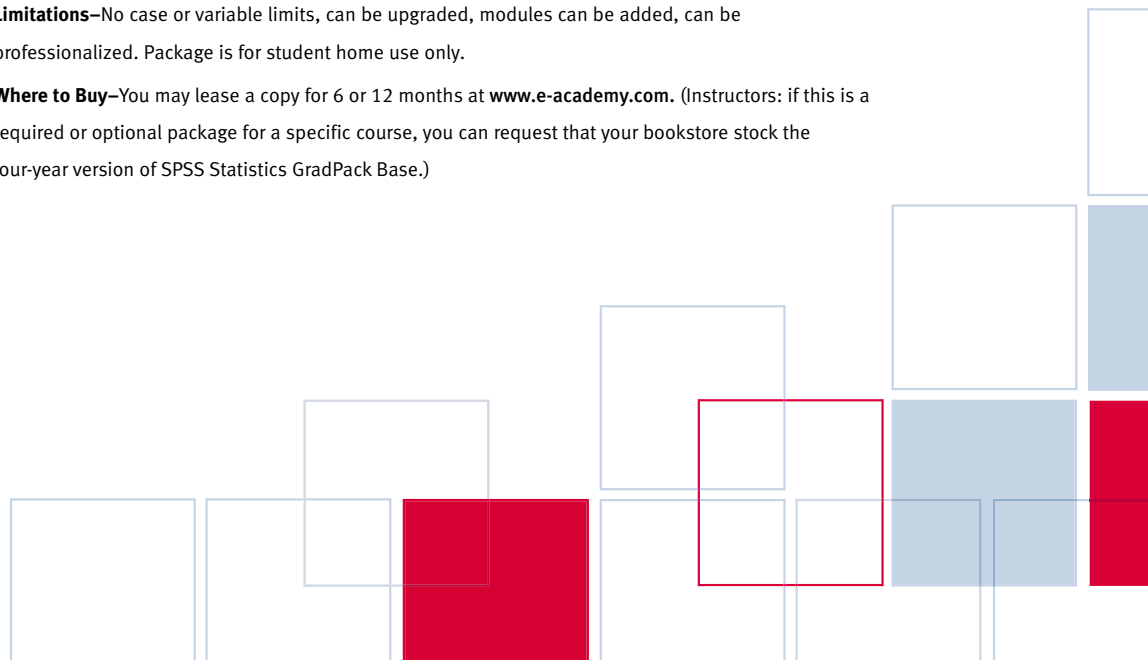 Limitations–No case or variable limits, can be upgraded, modules can be added, can be
professionalized. Package is for student home use only.
Where to Buy–You may lease a copy for 6 or 12 months at www.e-academy.com. (Instructors: if this is a
required or optional package for a specific course, you can request that your bookstore stock the
four-year version of SPSS Statistics GradPack Base.)